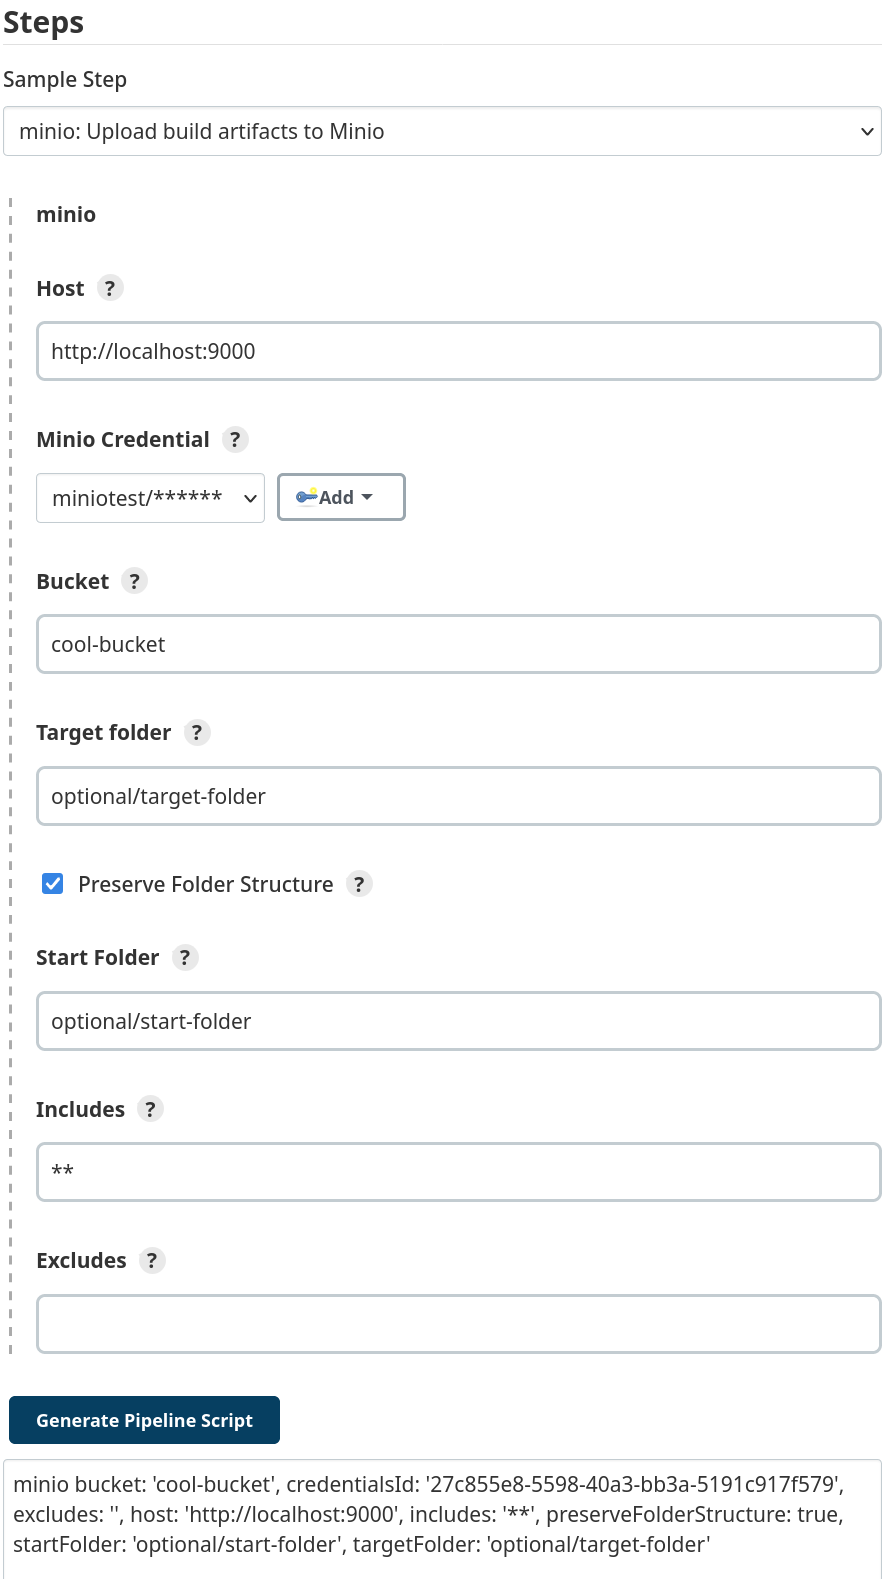 Steps
Sample Step
minio: Upload build artifacts to Minio
minio
Host ?
http://localhost:9000
Minio Credential ?
miniotest/****** Add
Bucket ?
cool-bucket
Target folder ?
optional/target-folder
Preserve Folder Structure ?
Start Folder ?
optional/start-folder
Includes ?
**
Excludes ?
Generate Pipeline Script
minio bucket: 'cool-bucket', credentialsId: '27c855e8-5598-40a3-bb3a-5191c917f579',
excludes: '', host: 'http://localhost:9000', includes: '**', preserveFolderStructure: true,
startFolder: 'optional/start-folder', targetFolder: 'optional/target-folder'